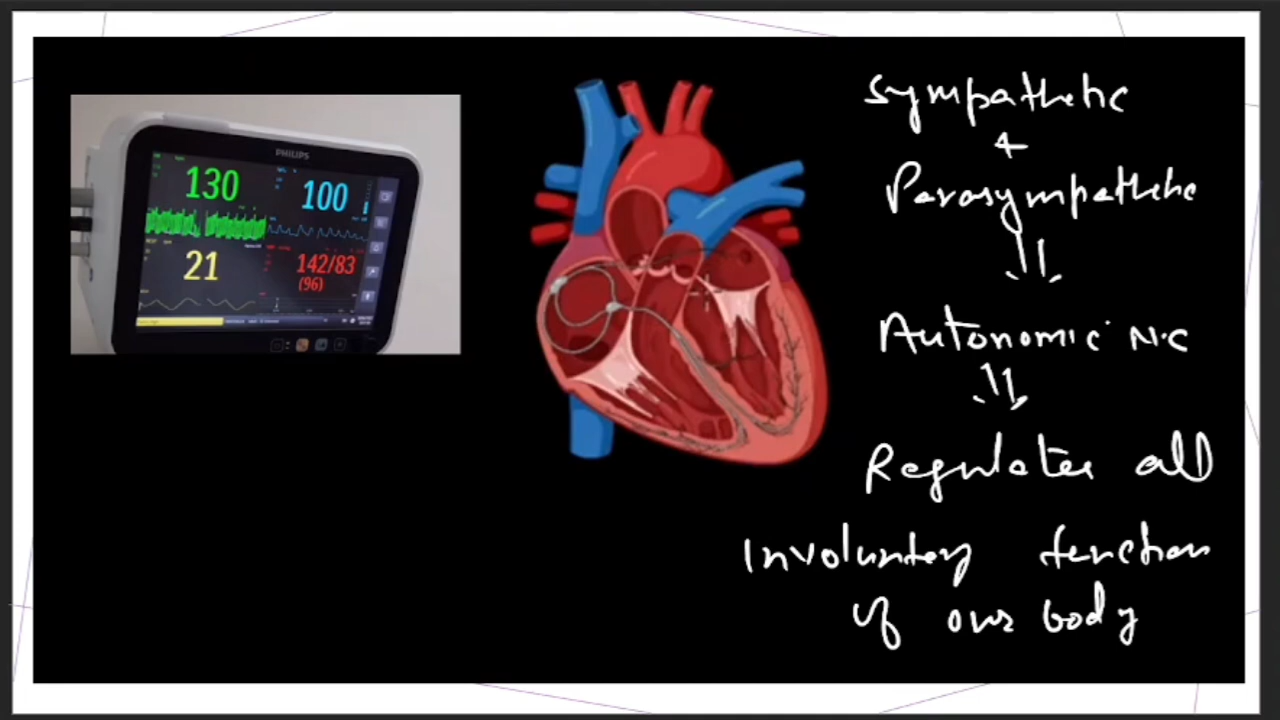 PHILIPS
130
100
21
142/83
(96)
Sympathetic
+
Parasympathetic
Autonomic N.C
Regulates all
Involuntary function
of our body